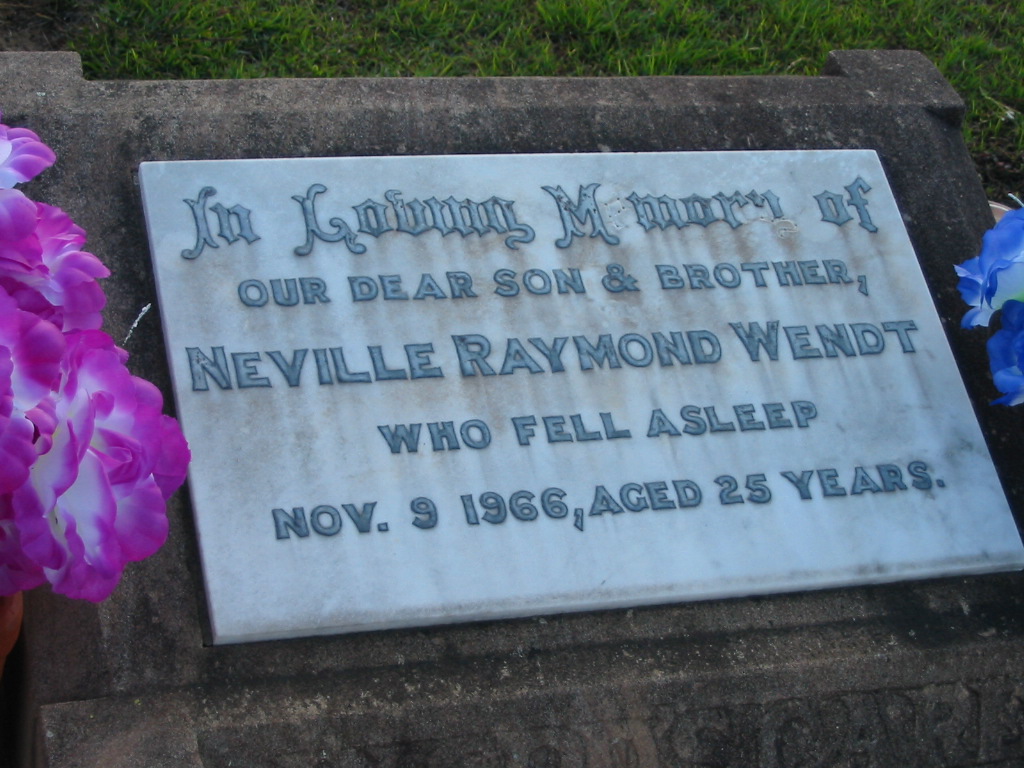 In Loving Memory of
OUR DEAR SON & BROTHER,
NEVILLE RAYMOND WENDT
WHO FELL ASLEEP
NOV. 9 1966, AGED 25 YEARS.